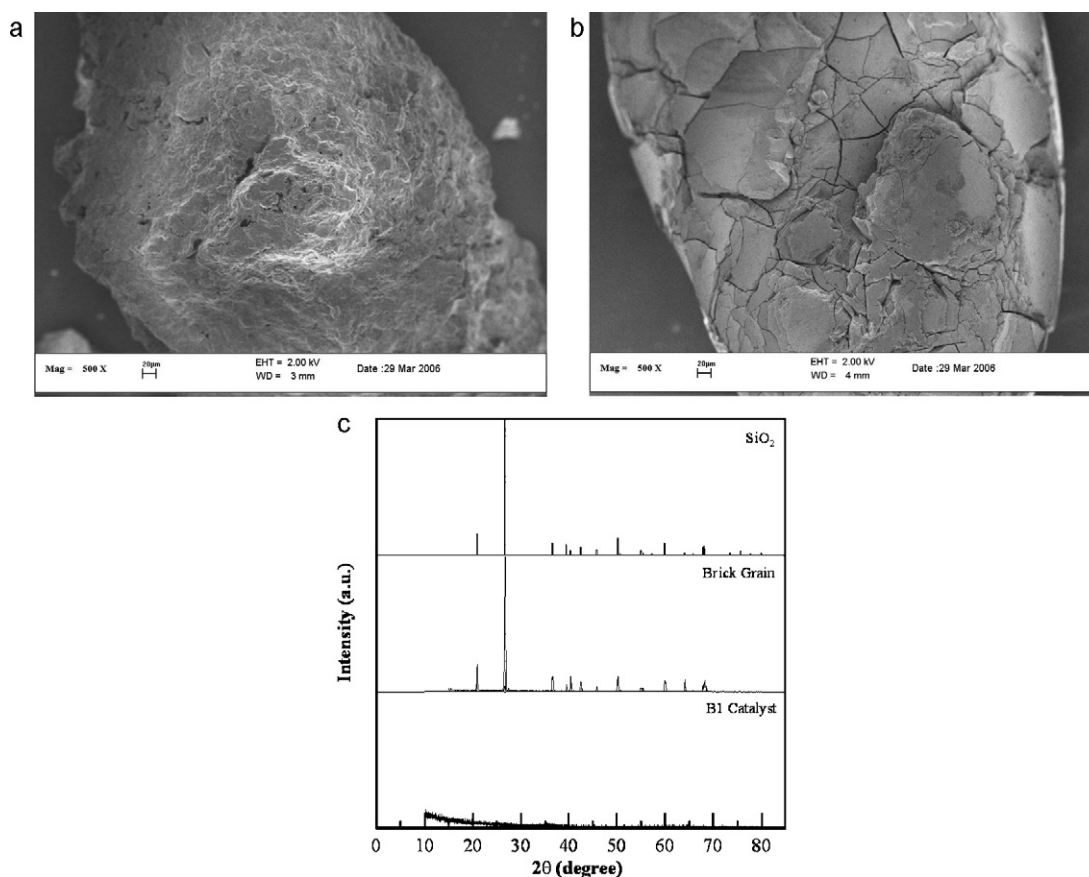 a
Mag = 500 X
20μm
EHT = 2.00 kV
WD = 3 mm
Date :29 Mar 2006
b
Mag = 500 X
20μm
EHT = 2.00 kV
WD = 4 mm
Date :29 Mar 2006
C
SiO₂
Brick Grain
B1 Catalyst
Intensity (a.u.)
0 10 20 30 40 50 60 70 80
2θ (degree)